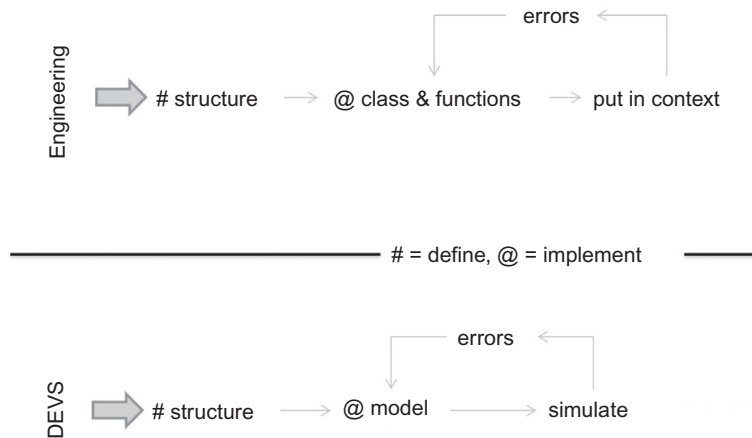 errors
Engineering
# structure
@ class & functions
put in context
# = define, @ = implement
errors
DEVS
# structure
@ model
simulate